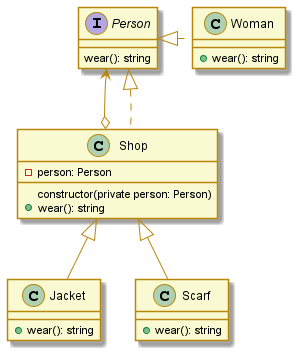 I Person
wear(): string
C Woman
wear(): string
C Shop
person: Person
constructor(private person: Person)
wear(): string
C Jacket
wear(): string
C Scarf
wear(): string